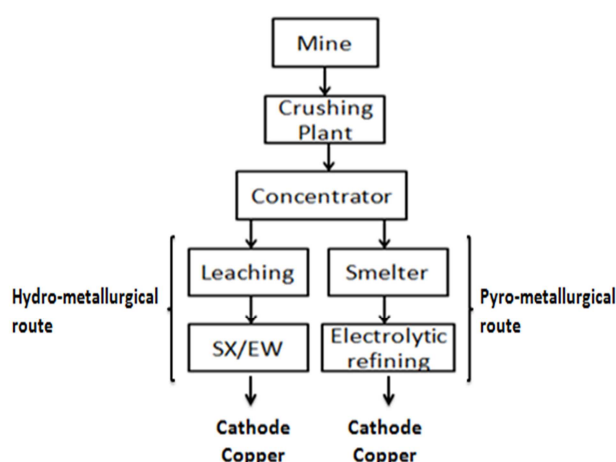 Mine
Crushing
Plant
Concentrator
Leaching
Smelter
Hydro-metallurgical
route
Pyro-metallurgical
route
SX/EW
Electrolytic
refining
Cathode
Copper
Cathode
Copper